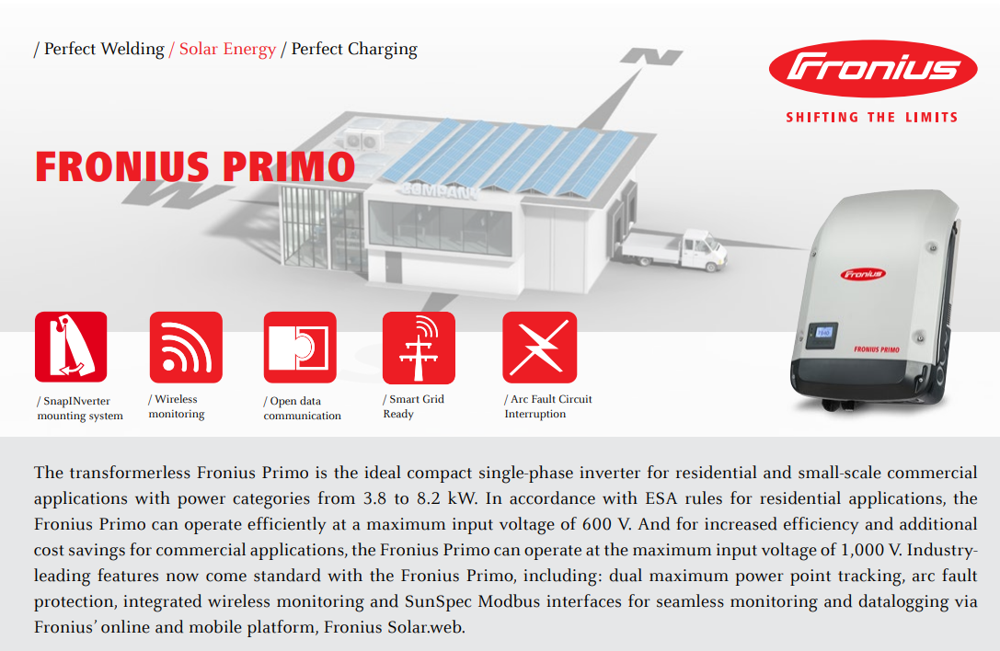 / Perfect Welding / Solar Energy / Perfect Charging
Fronius
SHIFTING THE LIMITS
N
FRONIUS PRIMO
W
COMPANY
Fronius
FRONIUS PRIMO
/ SnapINverter
mounting system
/ Wireless
monitoring
/ Open data
communication
/ Smart Grid
Ready
/ Arc Fault Circuit
Interruption
The transformerless Fronius Primo is the ideal compact single-phase inverter for residential and small-scale commercial
applications with power categories from 3.8 to 8.2 kW. In accordance with ESA rules for residential applications, the
Fronius Primo can operate efficiently at a maximum input voltage of 600 V. And for increased efficiency and additional
cost savings for commercial applications, the Fronius Primo can operate at the maximum input voltage of 1,000 V. Industry-
leading features now come standard with the Fronius Primo, including: dual maximum power point tracking, arc fault
protection, integrated wireless monitoring and SunSpec Modbus interfaces for seamless monitoring and datalogging via
Fronius’ online and mobile platform, Fronius Solar.web.